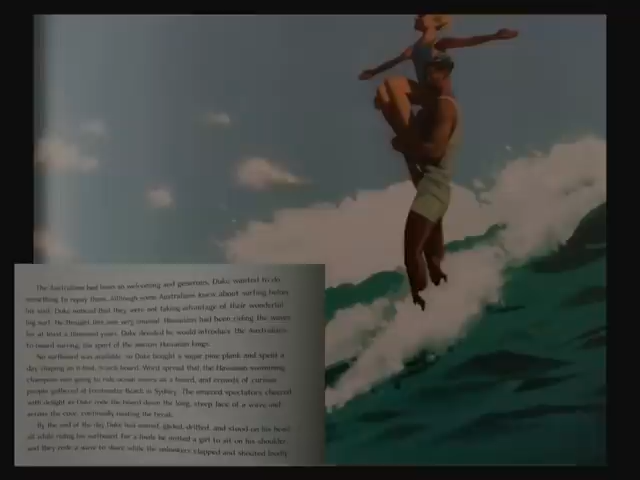 The Australians had been so welcoming and generous, Duke wanted to do
something to repay them. Although some Australians knew about surfing before
his visit, Duke noticed that they were not taking advantage of their wonderful
big surf. He thought this was very unusual. Hawaiians had been riding the waves
for at least a thousand years. Duke decided he would introduce the Australians
to board surfing, the sport of the ancient Hawaiian kings.
No surfboard was available, so Duke bought a sugar pine plank and spent a
day shaping it into a board. Word spread that the Hawaiian swimming
champion was going to ride ocean waves on a board, and crowds of curious
people gathered at Freshwater Beach in Sydney. The amazed spectators cheered
with delight as Duke rode the board down the long, steep face of a wave and
across the cove, continually beating the break.
By the end of the day Duke had soared, glided, drifted, and stood on his head
all while riding his surfboard. For a finale he invited a girl to sit on his shoulders
and they rode a wave to shore while the onlookers clapped and shouted loudly